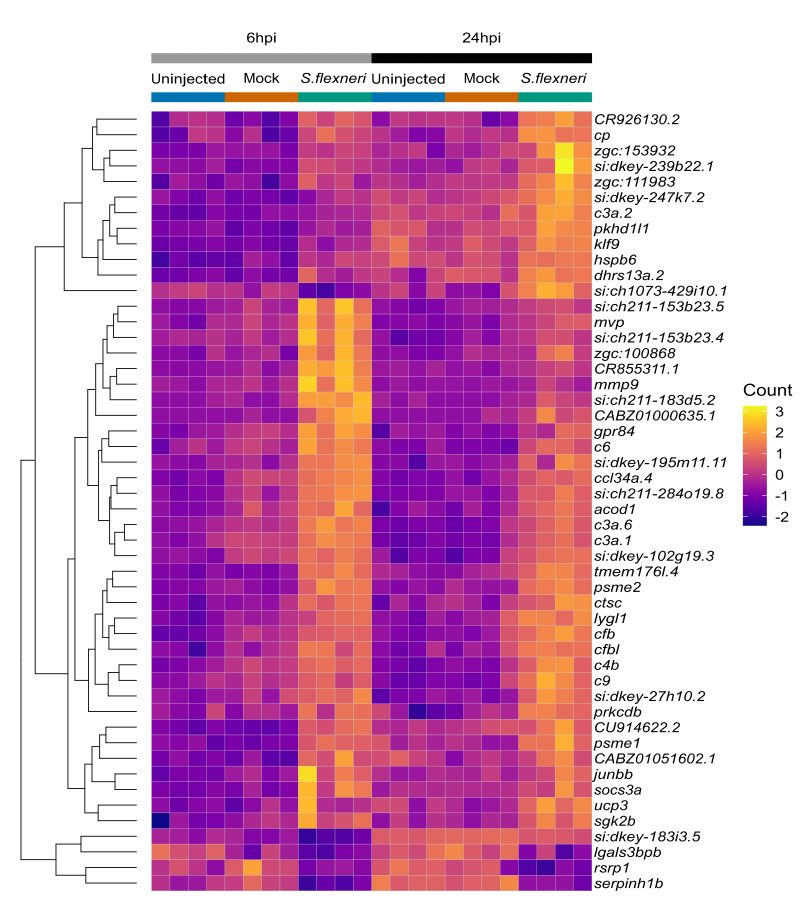 6hpi 24hpi
Uninjected Mock S.flexneri Uninjected Mock S.flexneri
CR926130.2
cp
zgc:153932
si:dkey-239b22.1
zgc:111983
si:dkey-247k7.2
c3a.2
pkhd1l1
klf9
hspb6
dhrs13a.2
si:ch1073-429i10.1
si:ch211-153b23.5
mvp
si:ch211-153b23.4
zgc:100868
CR855311.1
mmp9
si:ch211-183d5.2
CABZ01000635.1
gpr84
c6
si:dkey-195m11.11
ccl34a.4
si:ch211-284o19.8
acod1
c3a.6
c3a.1
si:dkey-102g19.3
tmem176l.4
psme2
ctsc
lygl1
cfb
cfbl
c4b
c9
si:dkey-27h10.2
prkcdb
CU914622.2
psme1
CABZ01051602.1
junbb
socs3a
ucp3
sgk2b
si:dkey-183i3.5
lgals3bpb
rsrp1
serpinh1b
Count
3
2
1
0
-1
-2